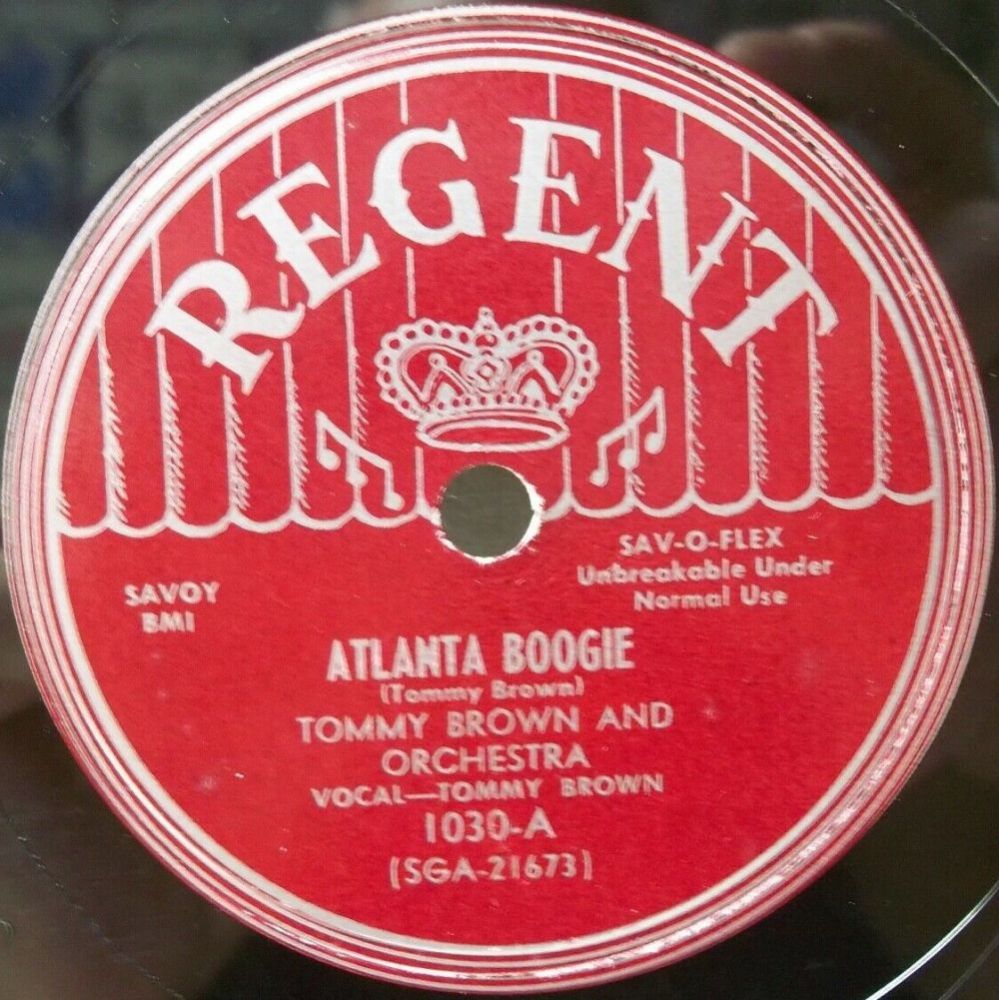 REGENT
SAV-O-FLEX
Unbreakable Under
Normal Use
SAVOY
BMI
ATLANTA BOOGIE
(Tommy Brown)
TOMMY BROWN AND
ORCHESTRA
VOCAL—TOMMY BROWN
1030-A
(SGA-21673)